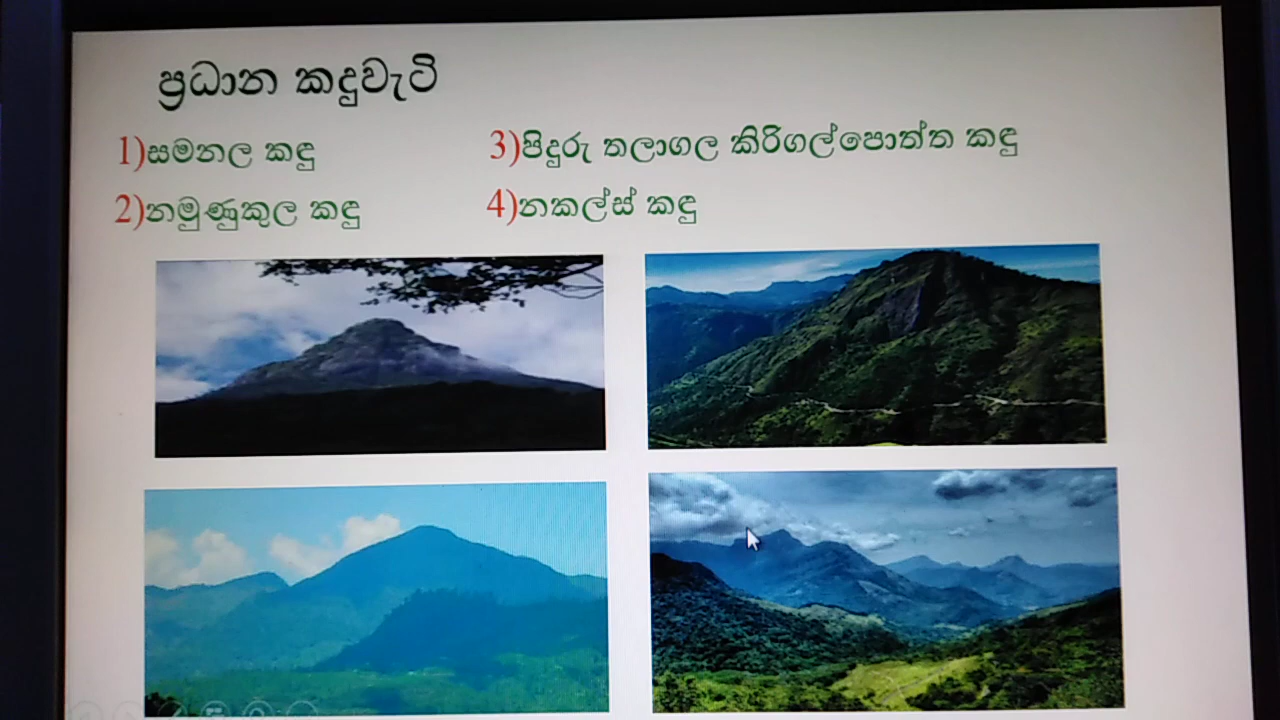 ප්‍රධාන කඳුවැටි
1)සමනල කඳු
3)පිදුරු තලාගල කිරිගල්පොත්ත කඳු
2)නමුණුකුල කඳු
4)නකල්ස් කඳු